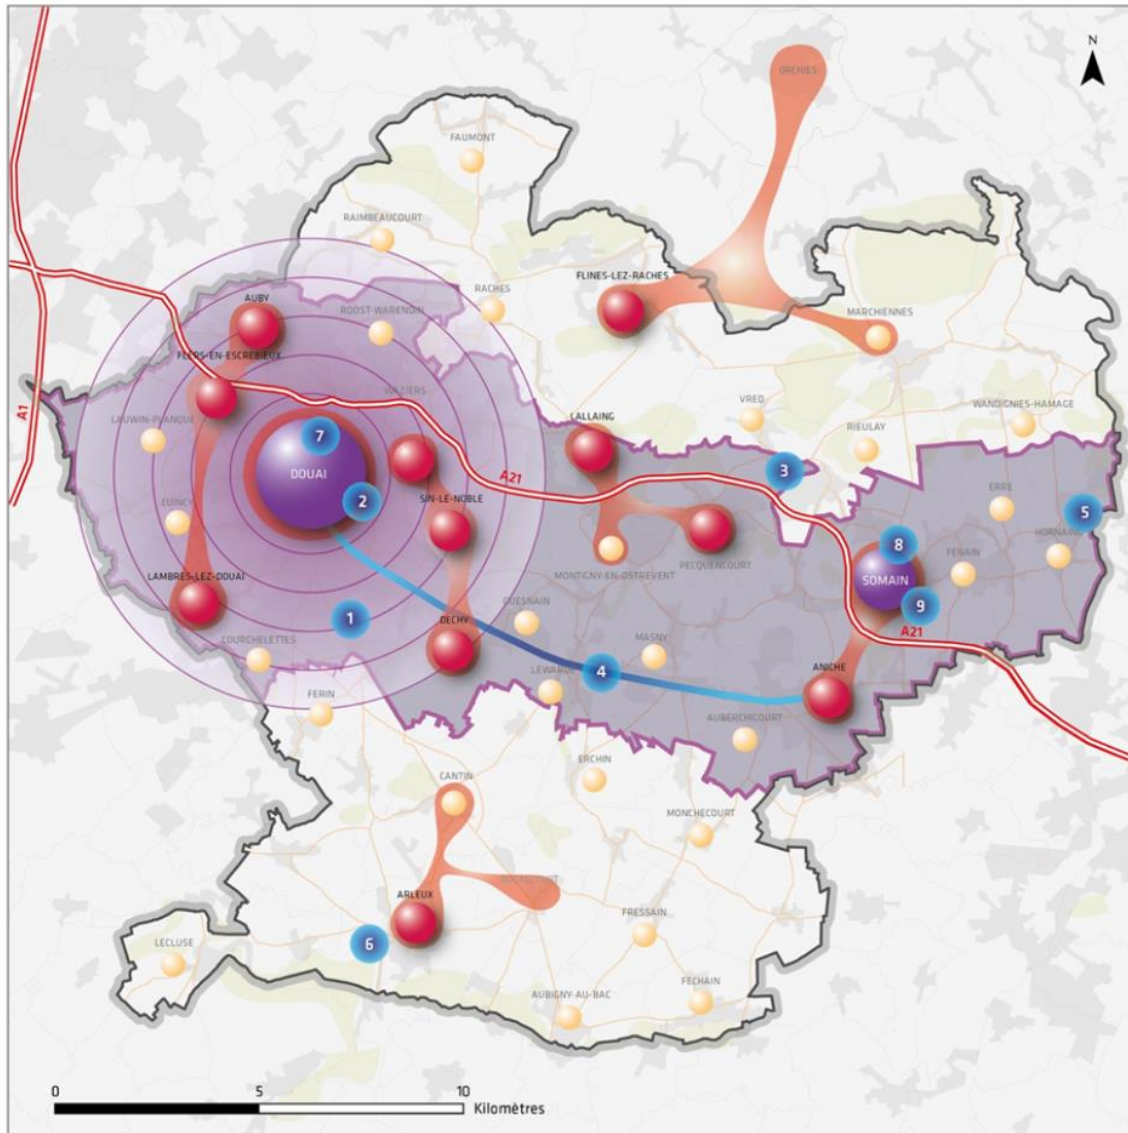 N
ORCHIES
FAUMONT
RAIMBEAUCOURT
FLINES-LEZ-RACHES
RACHES
AUBY
ROOST-WARENDIN
MARCHIENNES
FLERS-EN-ESCREBIEUX
WAZIERS
VRED
WANDIGNIES-HAMAGE
A1
LAUWIN-PLANQUE
LALLAING
RIEULAY
7
DOUAI
A21
3
2
ERRE
CUINCY
SIN-LE-NOBLE
5
HORNAING
8
FENAIN
PECQUENCOURT
LAMBRES-LEZ-DOUAI
MONTIGNY-EN-OSTREVENT
SOMAIN
GUESNAIN
9
1
DECHY
A21
COURCHELETTES
MASNY
LEWARDE
4
ANICHE
FERIN
AUBERCHICOURT
ERCHIN
CANTIN
MONCHECOURT
ARLEUX
FRESSAIN
6
LECLUSE
FECHAIN
AUBIGNY-AU-BAC
0 5 10
Kilomètres